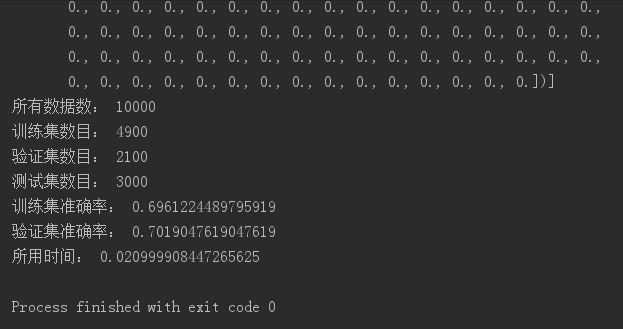 0., 0., 0., 0., 0., 0., 0., 0., 0., 0., 0., 0., 0., 0., 0., 0., 0.,
0., 0., 0., 0., 0., 0., 0., 0., 0., 0., 0., 0., 0., 0., 0., 0., 0.,
0., 0., 0., 0., 0., 0., 0., 0., 0., 0., 0., 0., 0., 0., 0., 0., 0.,
0., 0., 0., 0., 0., 0., 0., 0., 0., 0., 0., 0., 0., 0., 0.])]
所有数据数： 10000
训练集数目： 4900
验证集数目： 2100
测试集数目： 3000
训练集准确率： 0.6961224489795919
验证集准确率： 0.7019047619047619
所用时间： 0.020999908447265625
Process finished with exit code 0